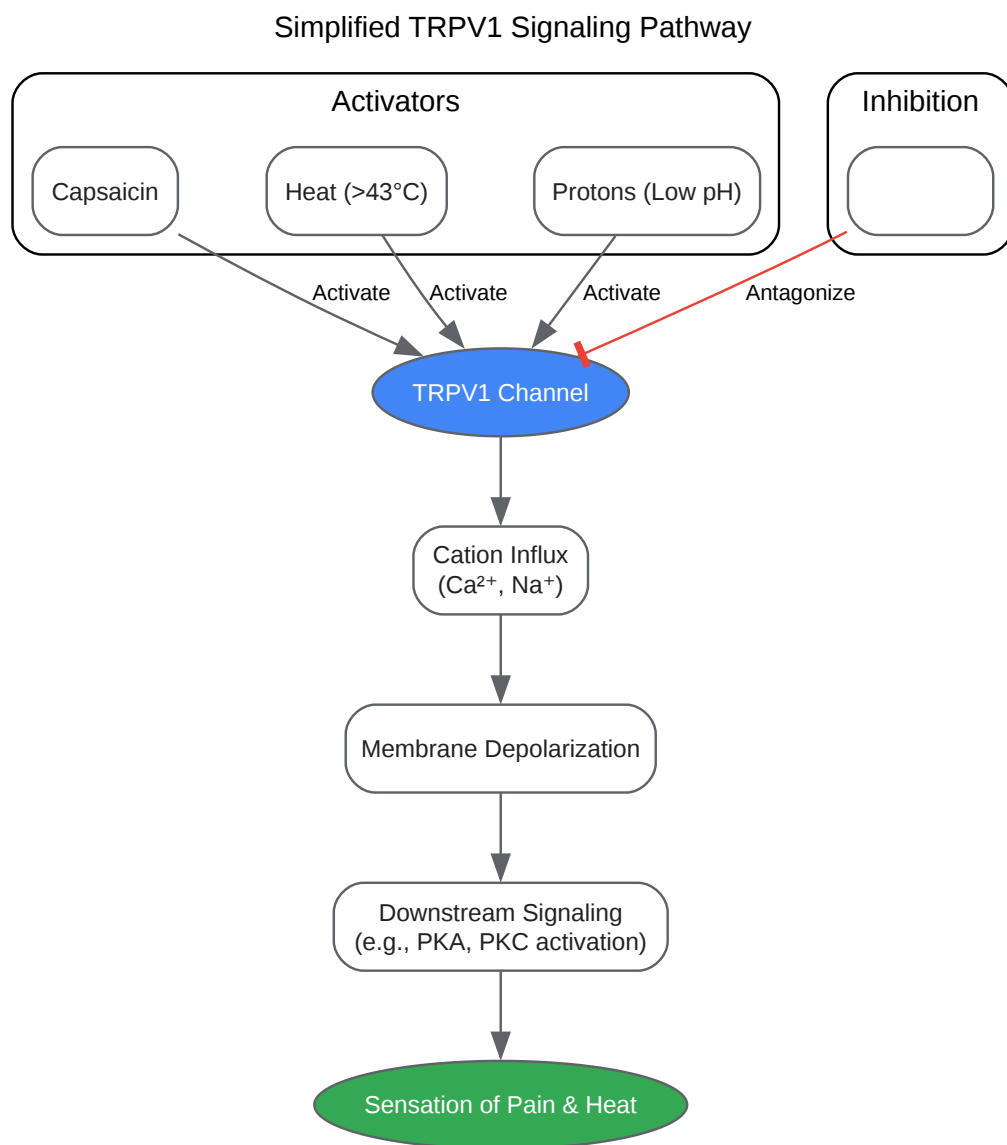 Simplified TRPV1 Signaling Pathway
Activators
Inhibition
Capsaicin
Heat (>43°C)
Protons (Low pH)
Activate
Activate
Activate
Antagonize
TRPV1 Channel
Cation Influx
(Ca²⁺, Na⁺)
Membrane Depolarization
Downstream Signaling
(e.g., PKA, PKC activation)
Sensation of Pain & Heat